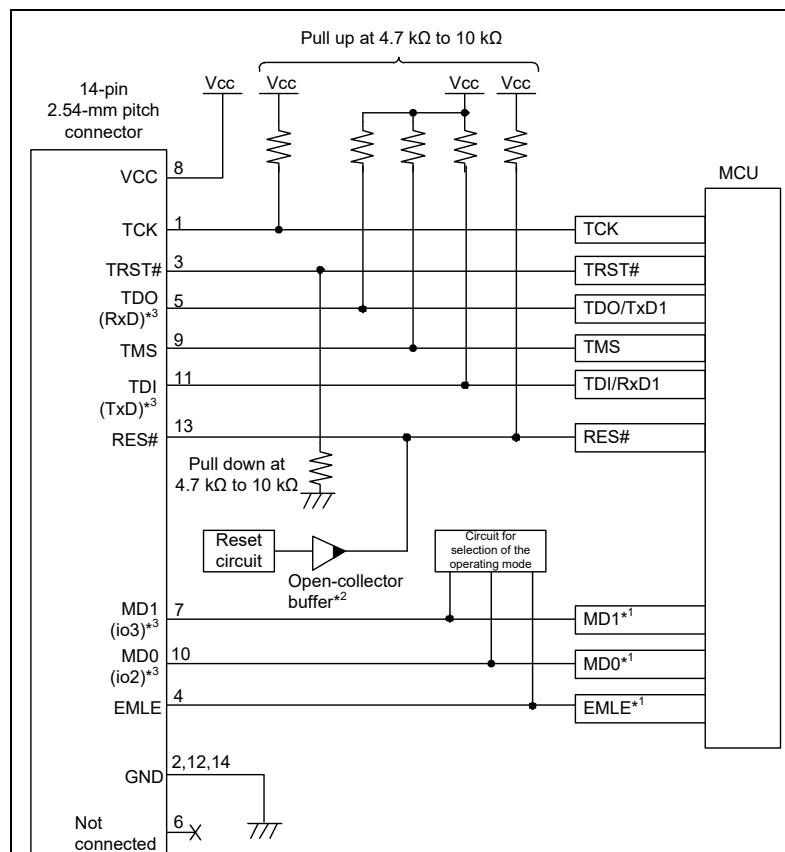 Pull up at 4.7 kΩ to 10 kΩ
14-pin
2.54-mm pitch
connector
Vcc
Vcc
Vcc
Vcc
MCU
VCC
8
TCK
1
TCK
TRST#
3
TRST#
TDO
(RxD)*3
5
TDO/TxD1
TMS
9
TMS
TDI
(TxD)*3
11
TDI/RxD1
RES#
13
RES#
Pull down at
4.7 kΩ to 10 kΩ
Reset
circuit
Open-collector
buffer*2
Circuit for
selection of the
operating mode
MD1
(io3)*3
7
MD1*1
MD0
(io2)*3
10
MD0*1
EMLE
4
EMLE*1
GND
2,12,14
Not
connected
6